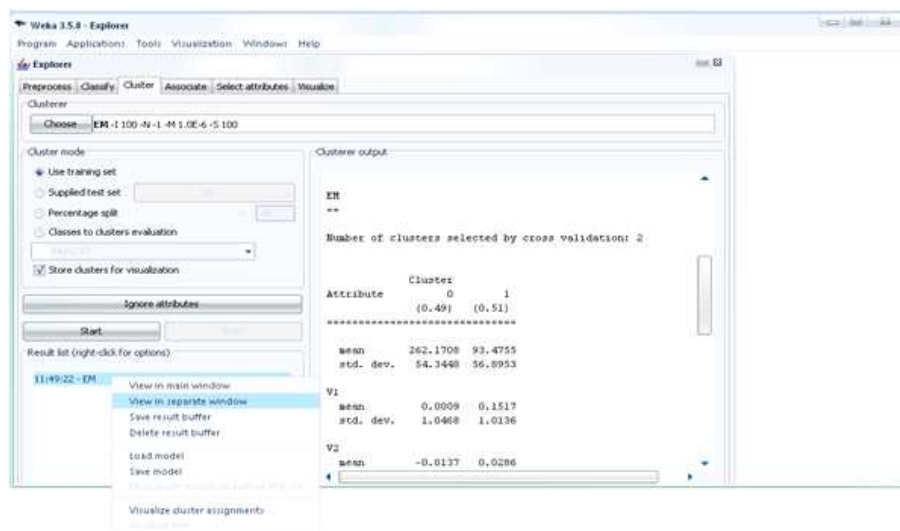 Weka 3.5.8 - Explorer
Program Applications Tools Visualization Windows Help
Explorer
Preprocess Classify Cluster Associate Select attributes Visualize
Clusterer
Choose EM -I 100 -N -1 -M 1.0E-6 -S 100
Cluster mode
Use training set
Supplied test set
Percentage split
Classes to clusters evaluation
Store clusters for visualization
Ignore attributes
Start
Result list (right-click for options)
11:49:22 - EM
View in main window
View in separate window
Save result buffer
Delete result buffer
Load model
Save model
Visualize cluster assignments
Clusterer output
EM
==
Number of clusters selected by cross validation: 2
Cluster
Attribute 0 1
(0.49) (0.51)
==============================
mean 262.1708 93.4755
std. dev. 54.3448 56.8953
V1
mean 0.0009 0.1517
std. dev. 1.0468 1.0136
V2
mean -0.0137 0.0286